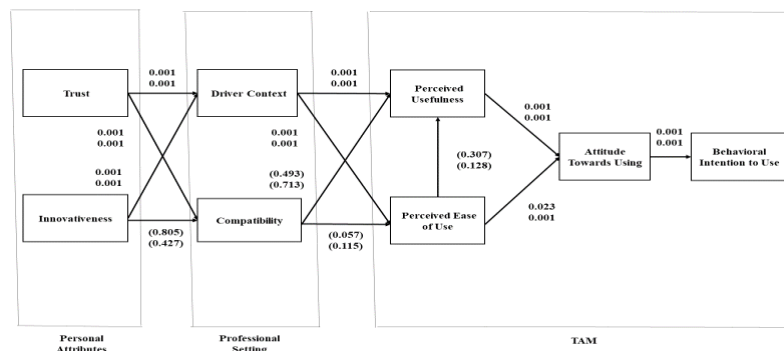 0.001
0.001
0.001
0.001
Trust
Driver Context
Perceived
Usefulness
0.001
0.001
0.001
0.001
0.001
0.001
(0.307)
(0.128)
0.001
0.001
Attitude
Towards Using
Behavioral
Intention to Use
0.001
0.001
(0.493)
(0.713)
Innovativeness
Compatibility
Perceived Ease
of Use
0.023
0.001
(0.805)
(0.427)
(0.057)
(0.115)
Personal
Attributes
Professional
Setting
TAM